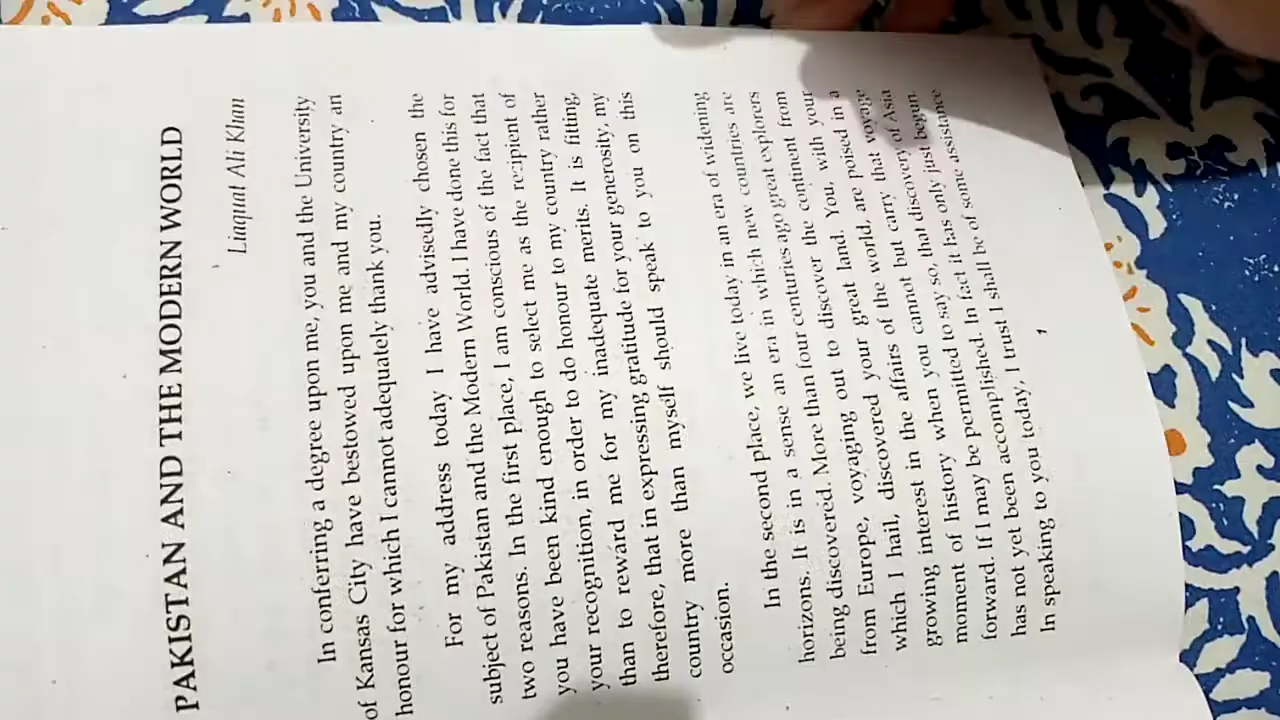 PAKISTAN AND THE MODERN WORLD
Liaquat Ali Khan
In conferring a degree upon me, you and the University
of Kansas City have bestowed upon me and my country an
honour for which I cannot adequately thank you.
For my address today I have advisedly chosen the
subject of Pakistan and the Modern World. I have done this for
two reasons. In the first place, I am conscious of the fact that
you have been kind enough to select me as the recipient of
your recognition, in order to do honour to my country rather
than to reward me for my inadequate merits. It is fitting,
therefore, that in expressing gratitude for your generosity, my
country more than myself should speak to you on this
occasion.
In the second place, we live today in an era of widening
horizons. It is in a sense an era in which new countries are
being discovered. More than four centuries ago great explorers
from Europe, voyaging out to discover the continent from
which I hail, discovered your great land. You, with your
growing interest in the affairs of the world, are poised in a
moment of history when you cannot but carry that voyage
forward. If I may be permitted to say so, that discovery of Asia
has not yet been accomplished. In fact it has only just begun.
In speaking to you today, I trust I shall be of some assistance
1